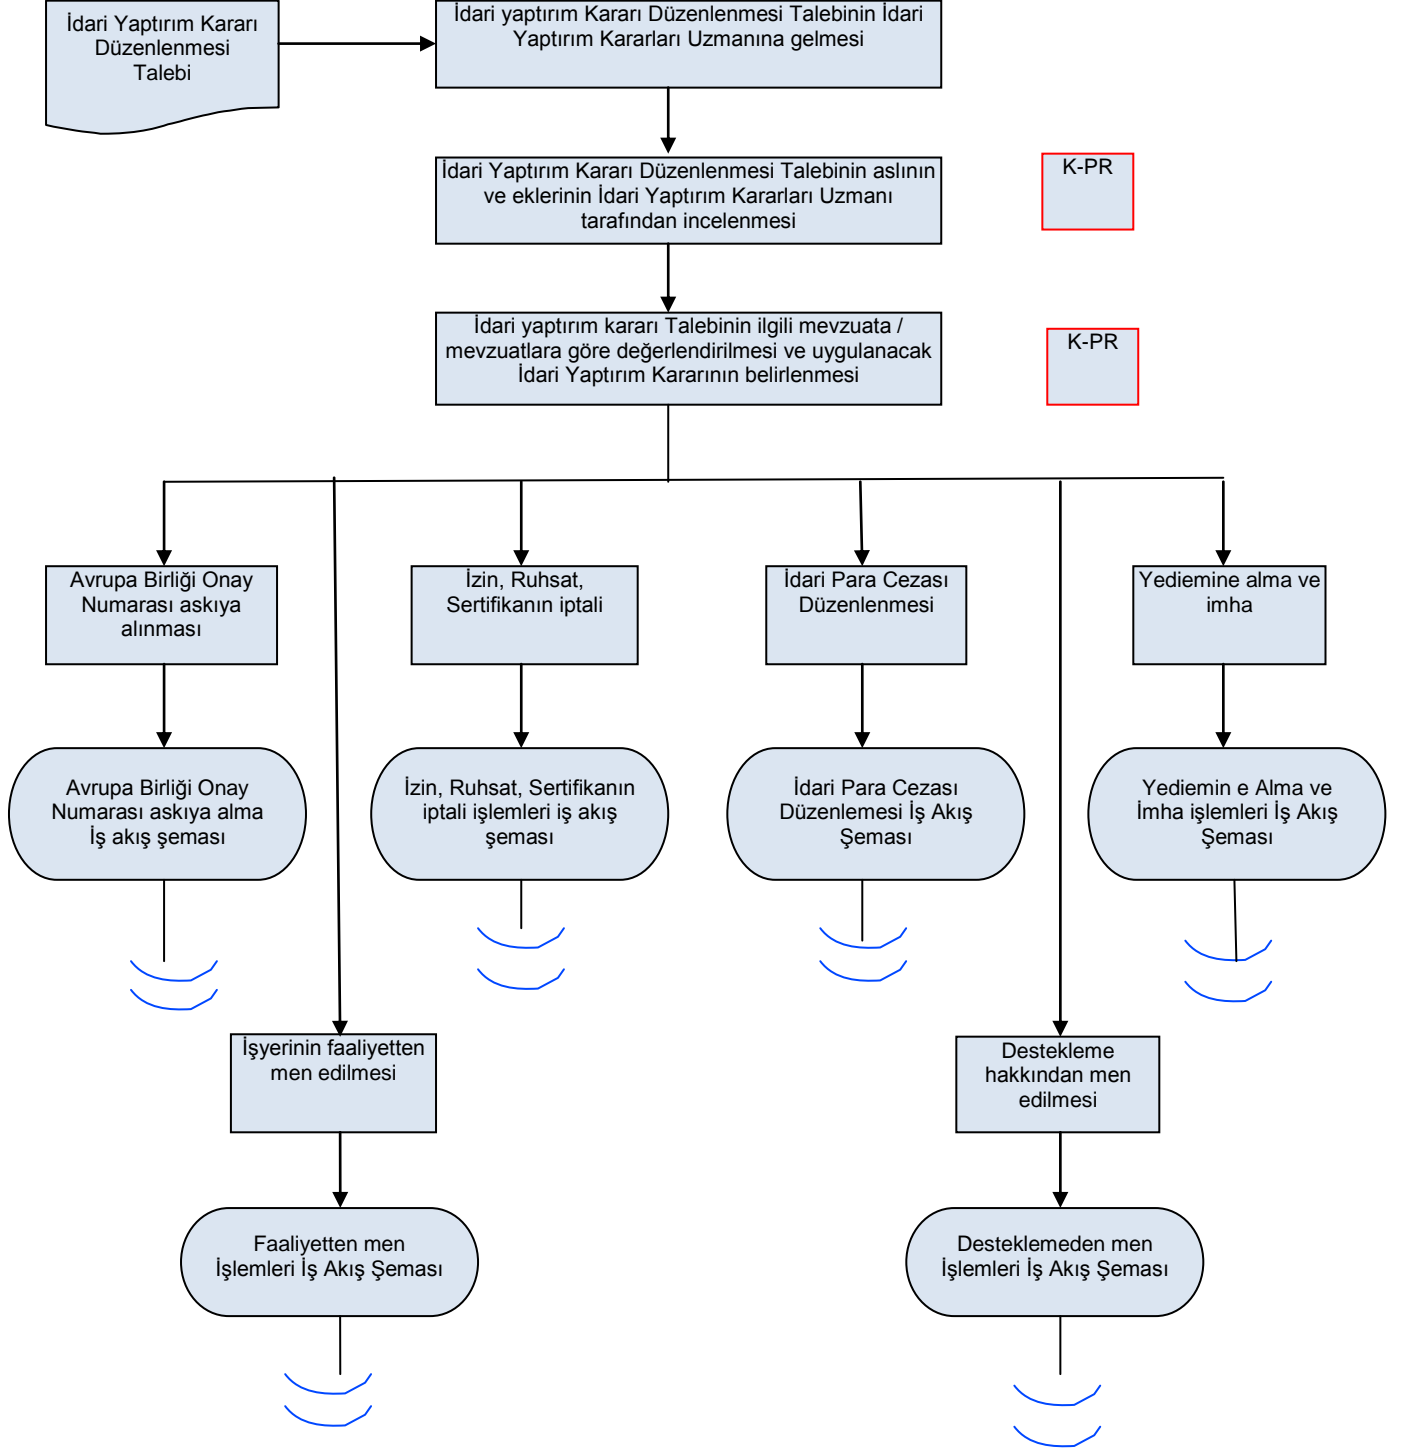 İdari Yaptırım Kararı
Düzenlenmesi
Talebi
İdari yaptırım Kararı Düzenlenmesi Talebinin İdari
Yaptırım Kararları Uzmanına gelmesi
İdari Yaptırım Kararı Düzenlenmesi Talebinin aslının
ve eklerinin İdari Yaptırım Kararları Uzmanı
tarafından incelenmesi
K-PR
İdari yaptırım kararı Talebinin ilgili mevzuata /
mevzuatlara göre değerlendirilmesi ve uygulanacak
İdari Yaptırım Kararının belirlenmesi
K-PR
Avrupa Birliği Onay
Numarası askıya
alınması
İzin, Ruhsat,
Sertifikanın iptali
İdari Para Cezası
Düzenlenmesi
Yediemine alma ve
imha
Avrupa Birliği Onay
Numarası askıya alma
İş akış şeması
İzin, Ruhsat, Sertifikanın
iptali işlemleri iş akış
şeması
İdari Para Cezası
Düzenlemesi İş Akış
Şeması
Yediemin e Alma ve
İmha işlemleri İş Akış
Şeması
İşyerinin faaliyetten
men edilmesi
Destekleme
hakkından men
edilmesi
Faaliyetten men
İşlemleri İş Akış Şeması
Desteklemeden men
İşlemleri İş Akış Şeması